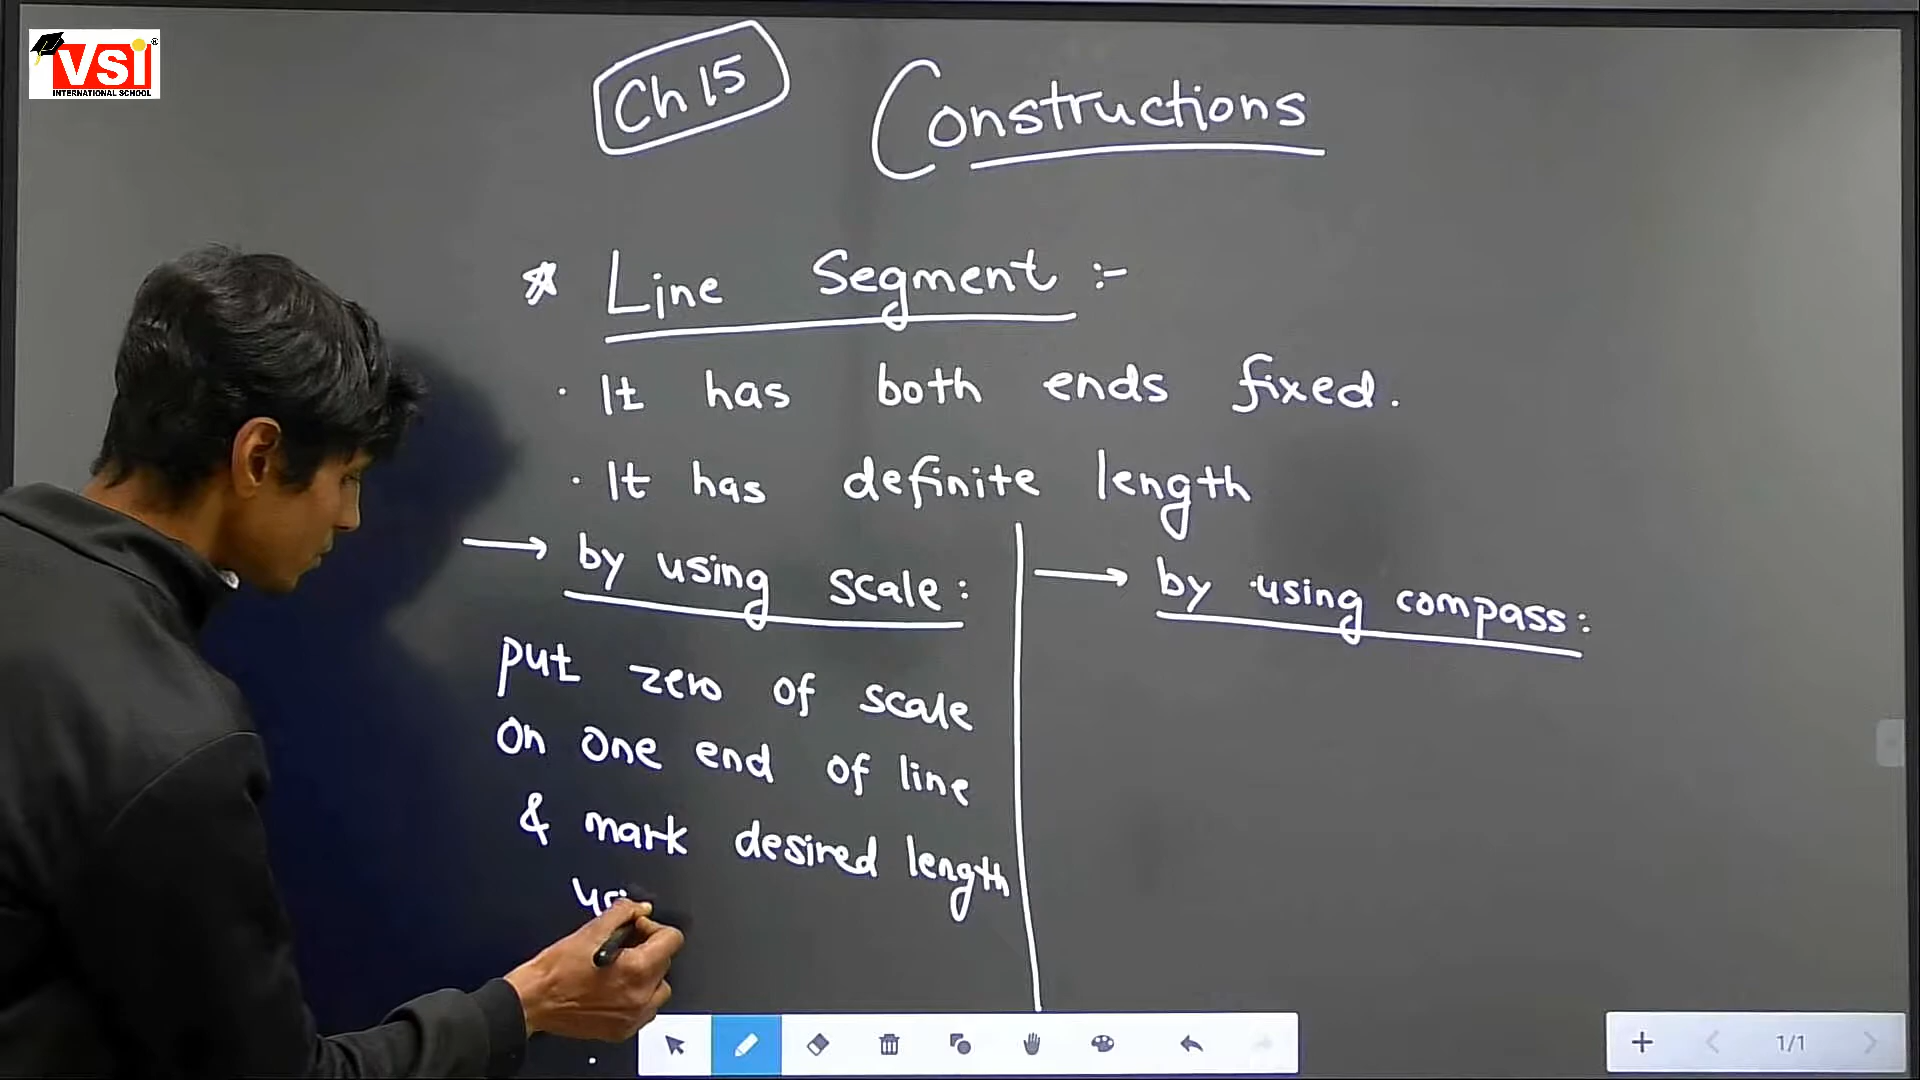 VSI
INTERNATIONAL SCHOOL
Ch 15
Constructions
* Line Segment :-
· It has both ends fixed.
· It has definite length
→ by using scale:
put zero of scale
on one end of line
& mark desired length
→ by using compass:
1/1